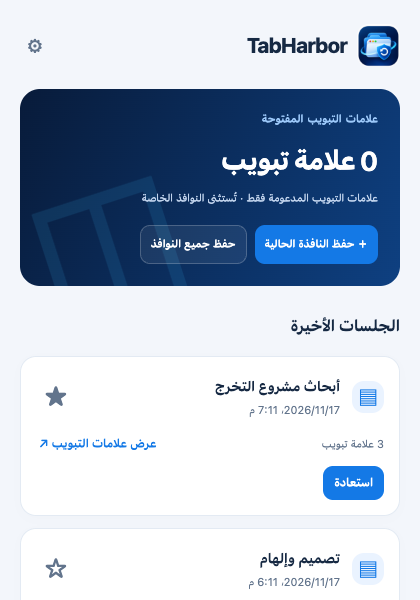 TabHarbor
علامات التبويب المفتوحة
0 علامة تبويب
علامات التبويب المدعومة فقط · تُستثنى النوافذ الخاصة
+ حفظ النافذة الحالية
حفظ جميع النوافذ
الجلسات الأخيرة
أبحاث مشروع التخرج
2026/11/17، 7:11 م
3 علامة تبويب
عرض علامات التبويب ↗
استعادة
تصميم وإلهام
2026/11/17، 6:11 م